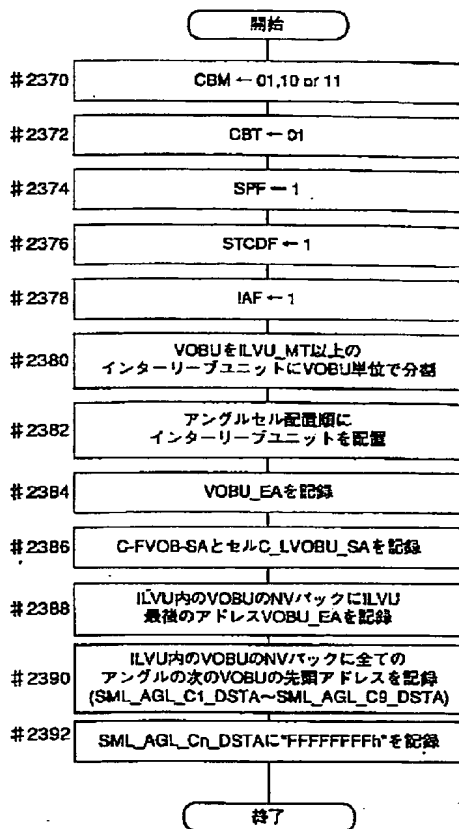 開始
#2370 CBM ← 01,10 or 11
#2372 CBT ← 01
#2374 SPF ← 1
#2376 STCDF ← 1
#2378 IAF ← 1
#2380 VOBUをILVU_MT以上の
インターリーブユニットにVOBU単位で分割
#2382 アングルセル配置順に
インターリーブユニットを配置
#2384 VOBU_EAを記録
#2386 C-FVOB-SAとセルC_LVOBU_SAを記録
#2388 ILVU内のVOBUのNVパックにILVU
最後のアドレスVOBU_EAを記録
#2390 ILVU内のVOBUのNVパックに全ての
アングルの次のVOBUの先頭アドレスを記録
(SML_AGL_C1_DSTA～SML_AGL_C9_DSTA)
#2392 SML_AGL_Cn_DSTAに"FFFFFFFFh"を記録
終了